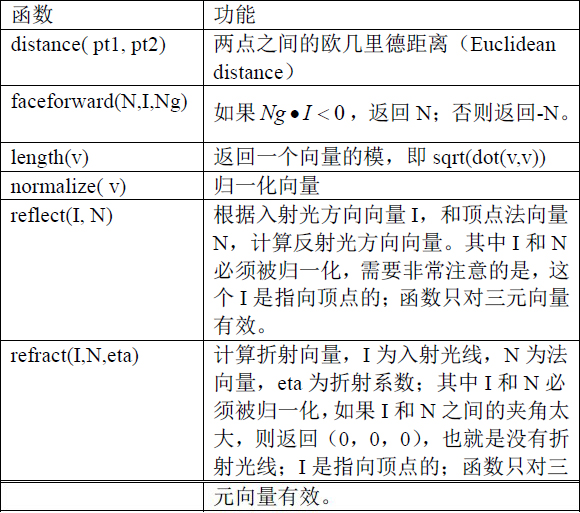 函数 功能
distance( pt1, pt2) 两点之间的欧几里德距离（Euclidean
distance）
faceforward(N,I,Ng) 如果 Ng•I<0，返回 N；否则返回-N。
length(v) 返回一个向量的模，即 sqrt(dot(v,v))
normalize( v) 归一化向量
reflect(I, N) 根据入射光方向向量 I，和顶点法向量
N，计算反射光方向向量。其中 I 和 N
必须被归一化，需要非常注意的是，这
个 I 是指向顶点的；函数只对三元向量
有效。
refract(I,N,eta) 计算折射向量，I 为入射光线，N 为法
向量，eta 为折射系数；其中 I 和 N 必
须被归一化，如果 I 和 N 之间的夹角太
大，则返回（0，0，0），也就是没有折
射光线；I 是指向顶点的；函数只对三
元向量有效。